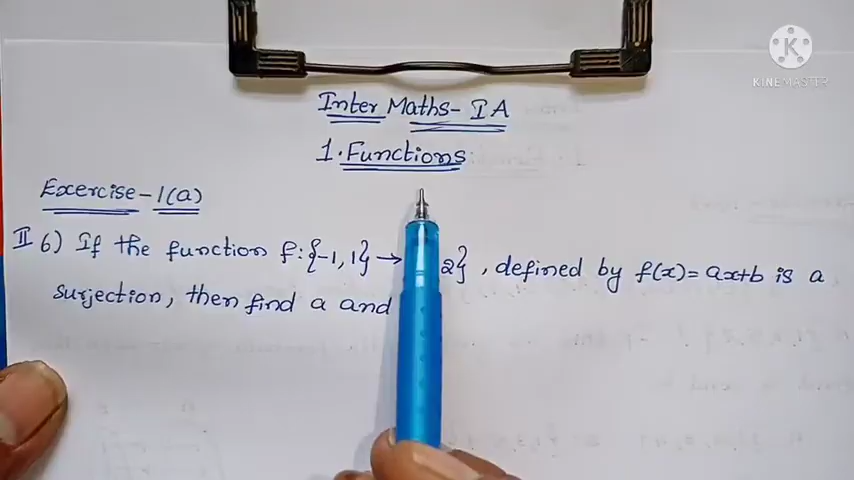 K
KINEMASTER
Inter Maths- IA
1. Functions:
Exercise-1(a)
II 6) If the function f:{-1, 1} → 2}, defined by f(x)= ax+b is a
surjection, then find a and